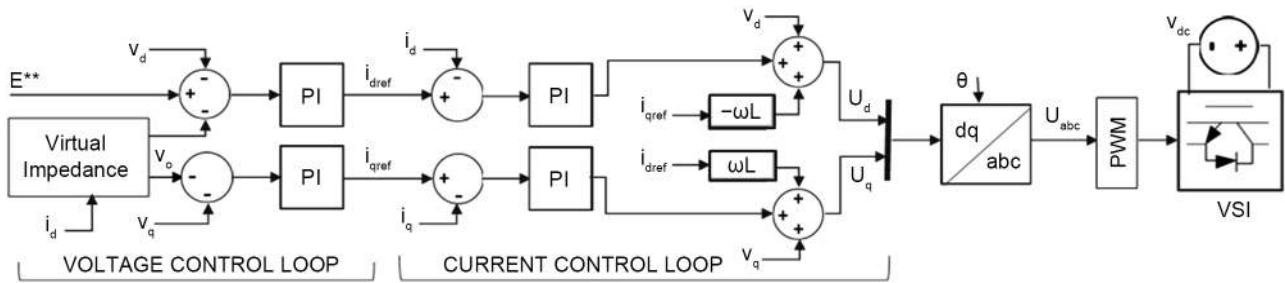 v_d
E**
Virtual
Impedance
v_o
i_d
v_q
-
+
-
-
-
PI
PI
i_dref
i_qref
i_d
i_q
-
+
+
-
PI
PI
v_d
+
+
+
i_qref
-ωL
i_dref
ωL
+
+
+
v_q
U_d
U_q
θ
dq
abc
U_abc
PWM
v_dc
- +
VSI
VOLTAGE CONTROL LOOP
CURRENT CONTROL LOOP